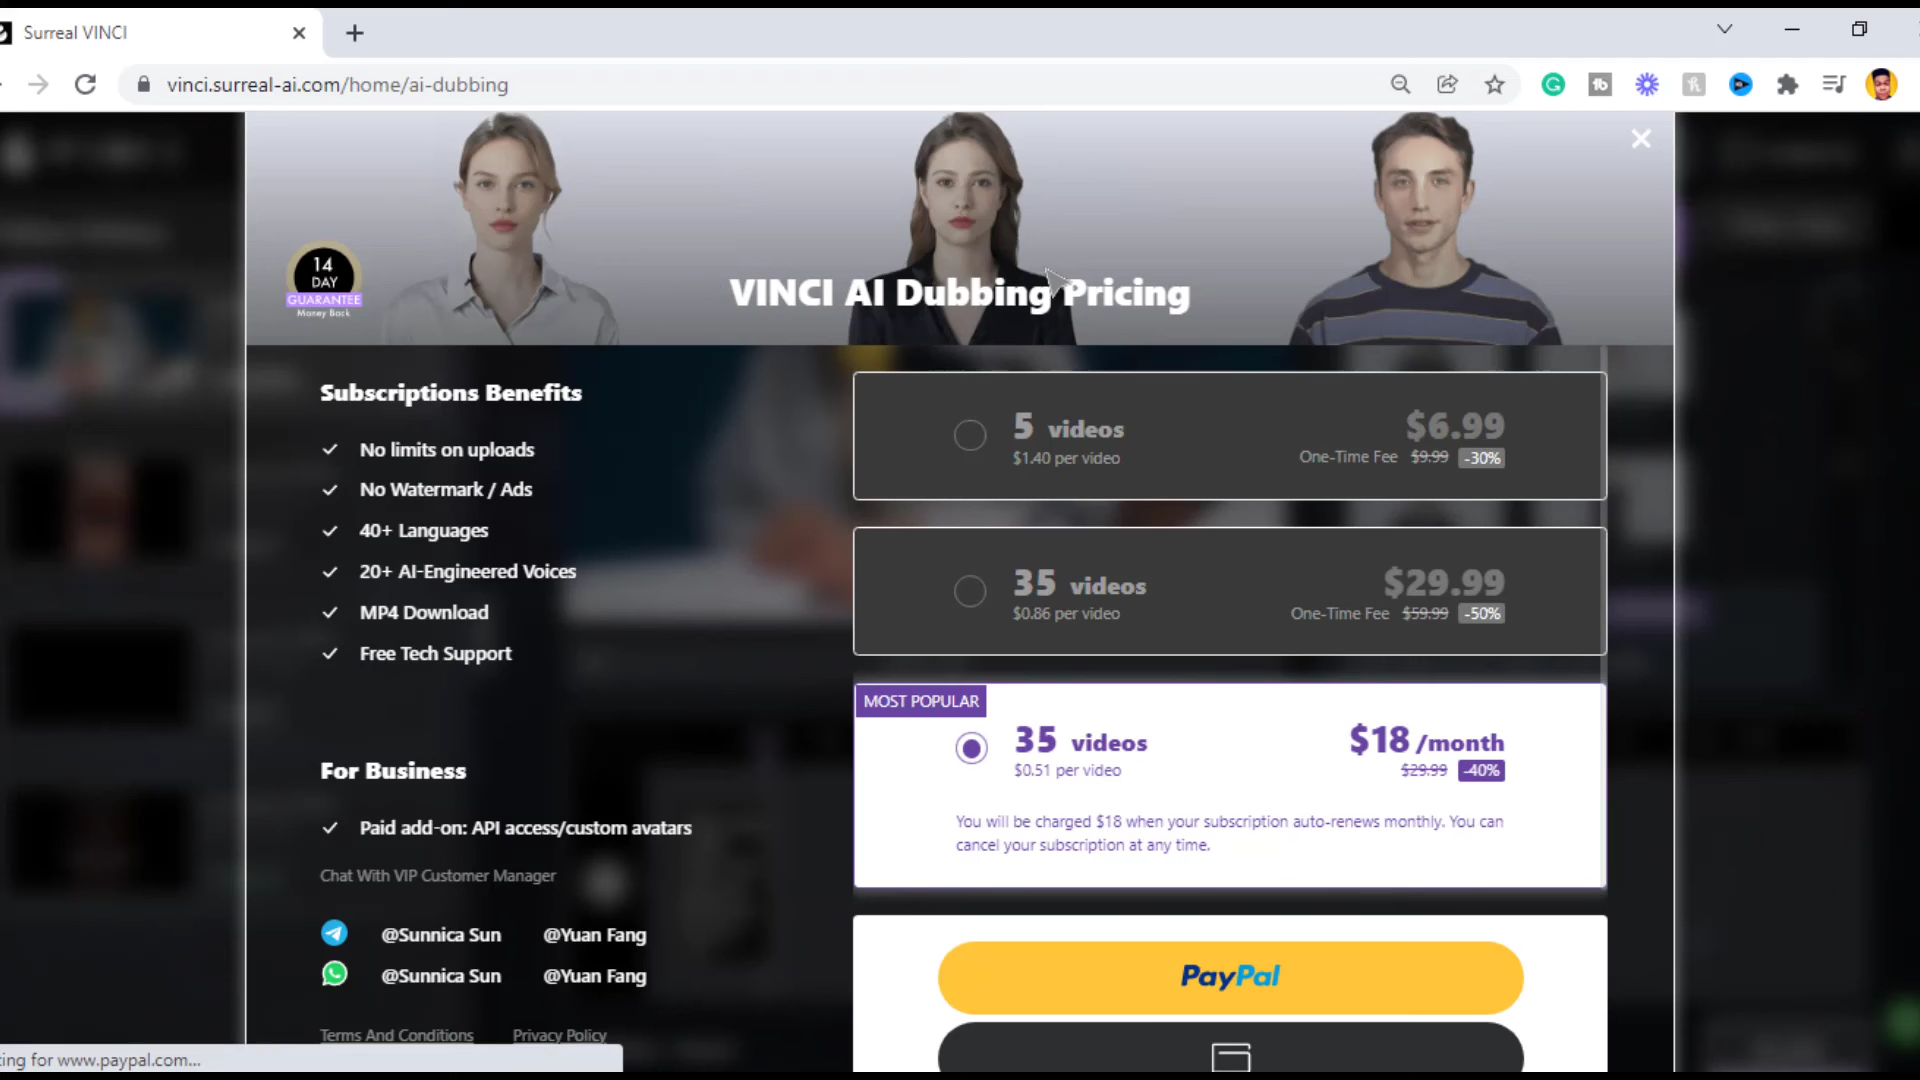 Surreal VINCI
vinci.surreal-ai.com/home/ai-dubbing
14
DAY
GUARANTEE
Money Back
VINCI AI Dubbing Pricing
Subscriptions Benefits
No limits on uploads
No Watermark / Ads
40+ Languages
20+ AI-Engineered Voices
MP4 Download
Free Tech Support
For Business
Paid add-on: API access/custom avatars
Chat With VIP Customer Manager
@Sunnica Sun @Yuan Fang
@Sunnica Sun @Yuan Fang
Terms And Conditions Privacy Policy
5 videos $6.99
$1.40 per video One-Time Fee $9.99 -30%
35 videos $29.99
$0.86 per video One-Time Fee $59.99 -50%
MOST POPULAR
35 videos $18 /month
$0.51 per video $29.99 -40%
You will be charged $18 when your subscription auto-renews monthly. You can
cancel your subscription at any time.
PayPal
ting for www.paypal.com...